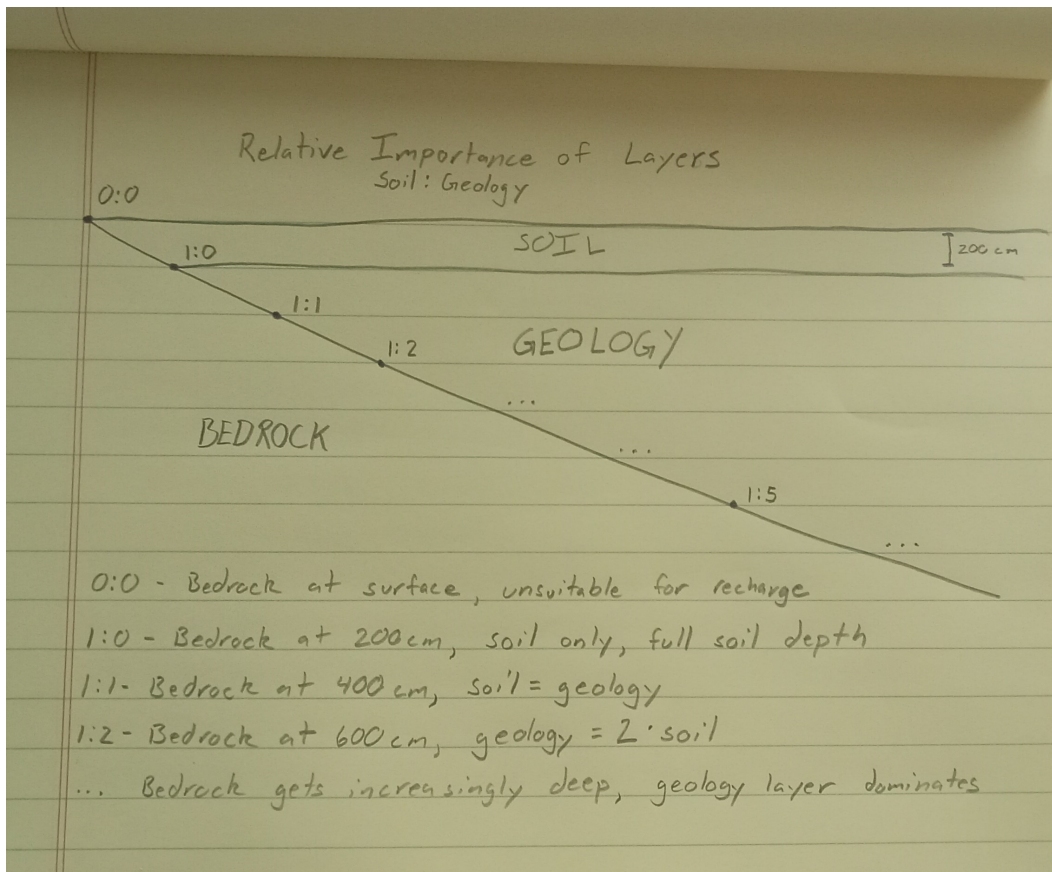 Relative Importance of Layers
Soil : Geology
0:0
SOIL
200 cm
1:0
1:1
GEOLOGY
1:2
...
BEDROCK
...
1:5
...
0:0 - Bedrock at surface, unsuitable for recharge
1:0 - Bedrock at 200cm, soil only, full soil depth
1:1 - Bedrock at 400 cm, soil = geology
1:2 - Bedrock at 600 cm, geology = 2 · soil
... Bedrock gets increasingly deep, geology layer dominates